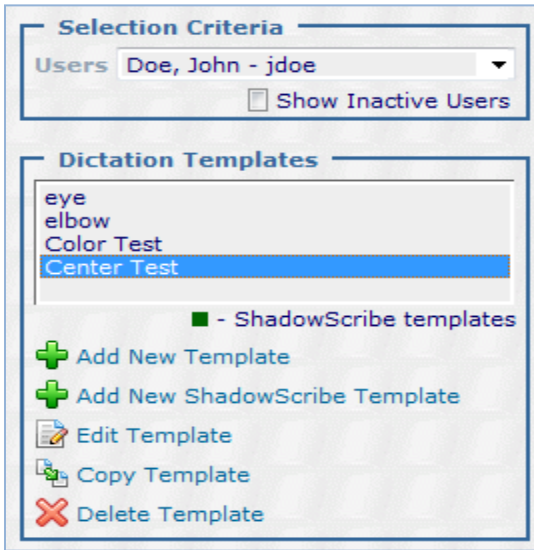 Selection Criteria
Users Doe, John - jdoe
Show Inactive Users
Dictation Templates
eye
elbow
Color Test
Center Test
- ShadowScribe templates
Add New Template
Add New ShadowScribe Template
Edit Template
Copy Template
Delete Template